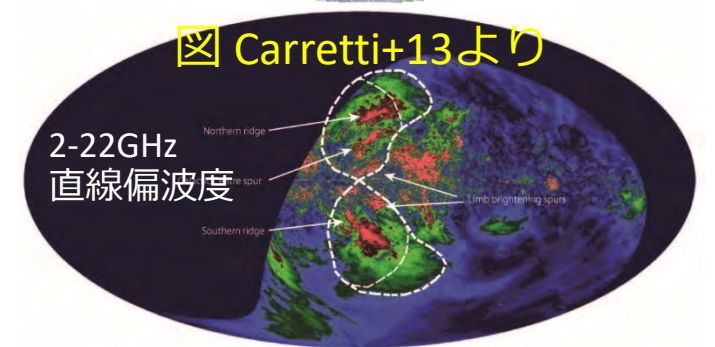 図 Carretti+13より
Northern ridge
2-22GHz
直線偏波度
spur
Limb brightening spurs
Southern ridge